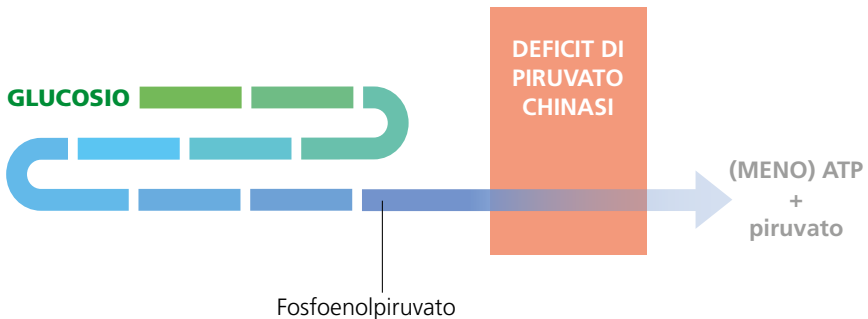 DEFICIT DI
PIRUVATO
CHINASI
GLUCOSIO
(MENO) ATP
+
piruvato
Fosfoenolpiruvato